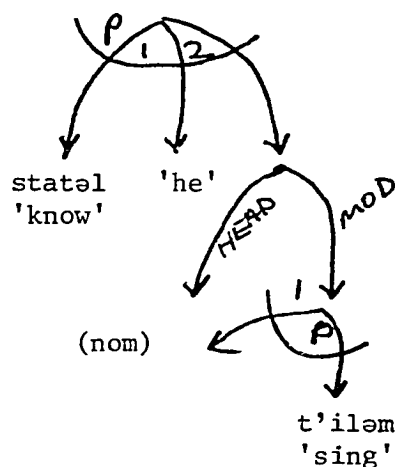 P 1 2
statəl 'he'
'know'
HEAD MOD
1
(nom) P
t'iləm
'sing'